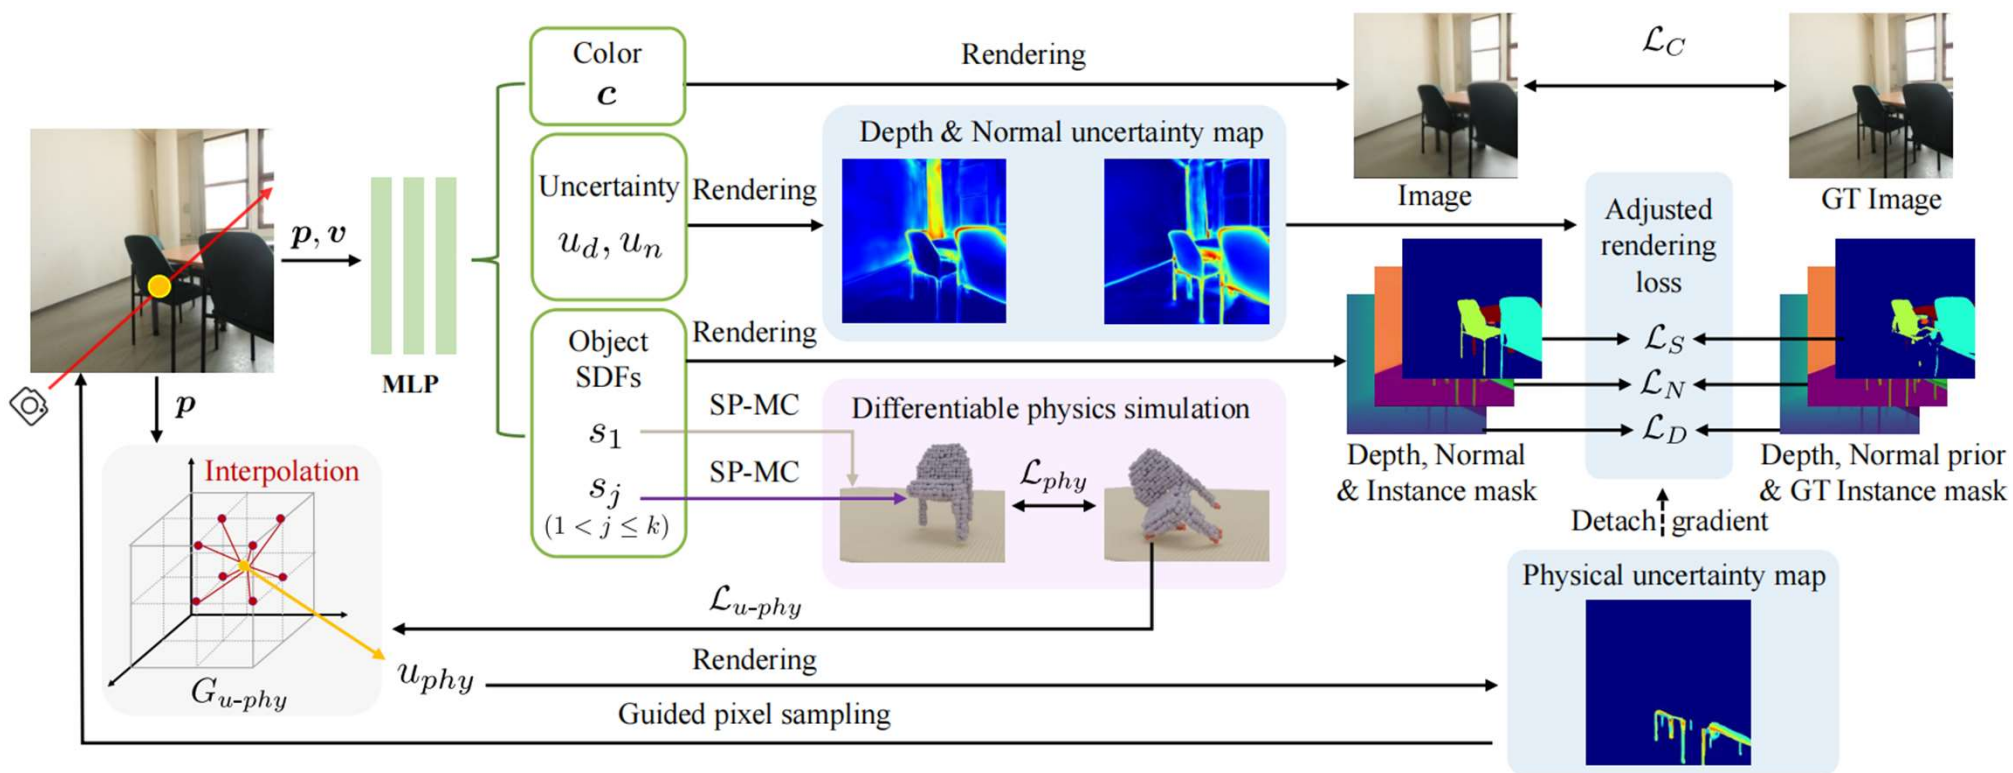 Color
c
Rendering
L_C
Depth & Normal uncertainty map
Image
GT Image
Uncertainty
u_d, u_n
Rendering
Adjusted
rendering
loss
p, v
MLP
Object
SDFs
Rendering
L_S
L_N
L_D
s_1
SP-MC
s_j
SP-MC
(1 < j ≤ k)
Differentiable physics simulation
L_phy
Depth, Normal
& Instance mask
Depth, Normal prior
& GT Instance mask
Detach gradient
p
Interpolation
G_u-phy
L_u-phy
u_phy
Rendering
Guided pixel sampling
Physical uncertainty map